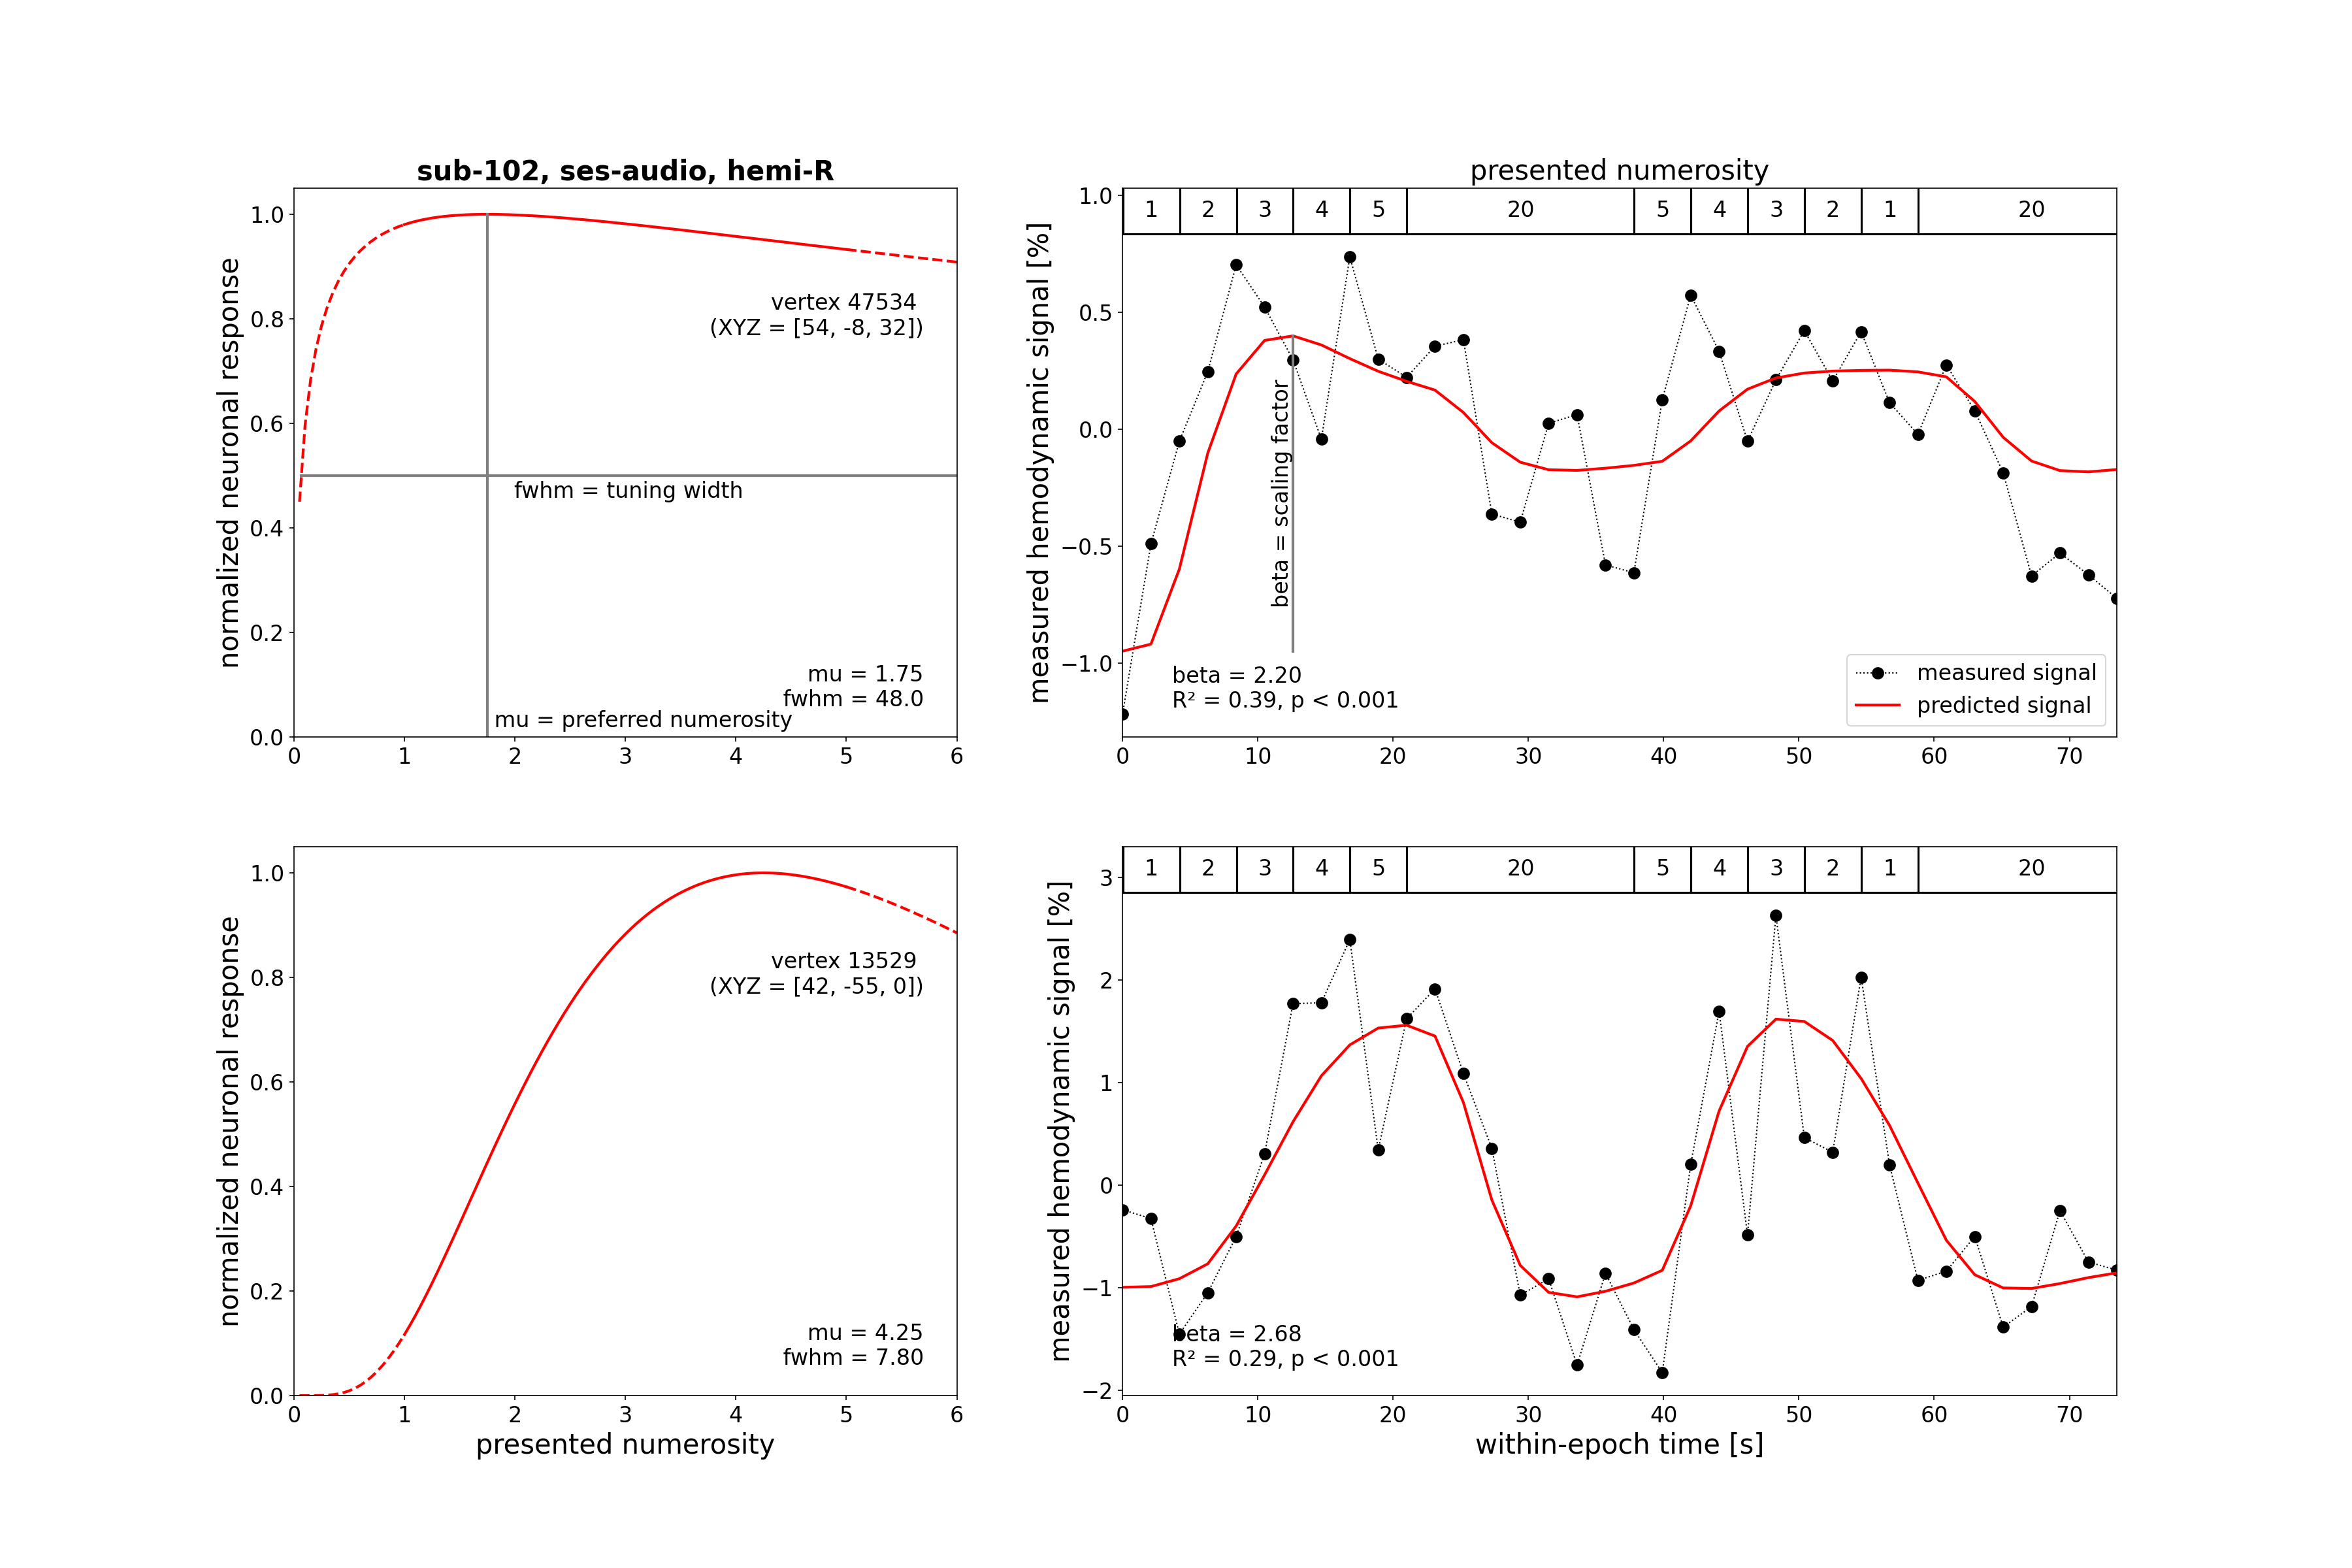 sub-102, ses-audio, hemi-R
normalized neuronal response
1.0
0.8
0.6
0.4
0.2
0.0
vertex 47534
(XYZ = [54, -8, 32])
fwhm = tuning width
mu = 1.75
fwhm = 48.0
mu = preferred numerosity
0 1 2 3 4 5 6
presented numerosity
measured hemodynamic signal [%]
1.0
0.5
0.0
−0.5
−1.0
1 2 3 4 5 20 5 4 3 2 1 20
beta = scaling factor
beta = 2.20
R² = 0.39, p < 0.001
measured signal
predicted signal
0 10 20 30 40 50 60 70
normalized neuronal response
1.0
0.8
0.6
0.4
0.2
0.0
vertex 13529
(XYZ = [42, -55, 0])
mu = 4.25
fwhm = 7.80
0 1 2 3 4 5 6
presented numerosity
measured hemodynamic signal [%]
3
2
1
0
−1
−2
1 2 3 4 5 20 5 4 3 2 1 20
beta = 2.68
R² = 0.29, p < 0.001
0 10 20 30 40 50 60 70
within-epoch time [s]